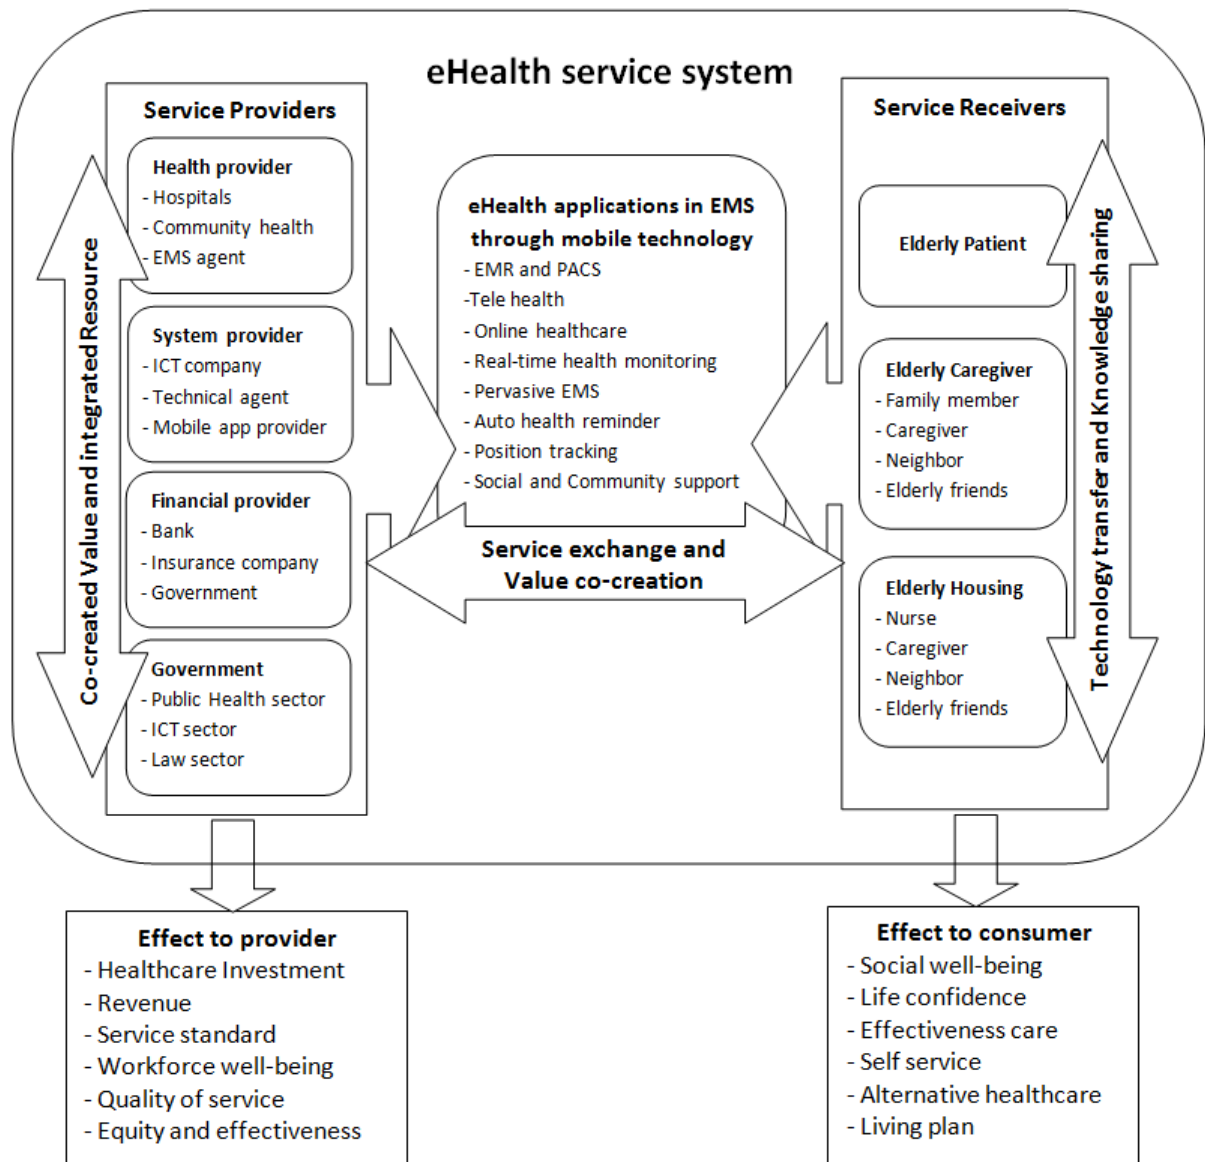 eHealth service system
Service Providers
Co-created Value and integrated Resource
Health provider
- Hospitals
- Community health
- EMS agent
System provider
- ICT company
- Technical agent
- Mobile app provider
Financial provider
- Bank
- Insurance company
- Government
Government
- Public Health sector
- ICT sector
- Law sector
eHealth applications in EMS
through mobile technology
- EMR and PACS
-Tele health
- Online healthcare
- Real-time health monitoring
- Pervasive EMS
- Auto health reminder
- Position tracking
- Social and Community support
Service exchange and
Value co-creation
Service Receivers
Elderly Patient
Elderly Caregiver
- Family member
- Caregiver
- Neighbor
- Elderly friends
Elderly Housing
- Nurse
- Caregiver
- Neighbor
- Elderly friends
Technology transfer and Knowledge sharing
Effect to provider
- Healthcare Investment
- Revenue
- Service standard
- Workforce well-being
- Quality of service
- Equity and effectiveness
Effect to consumer
- Social well-being
- Life confidence
- Effectiveness care
- Self service
- Alternative healthcare
- Living plan